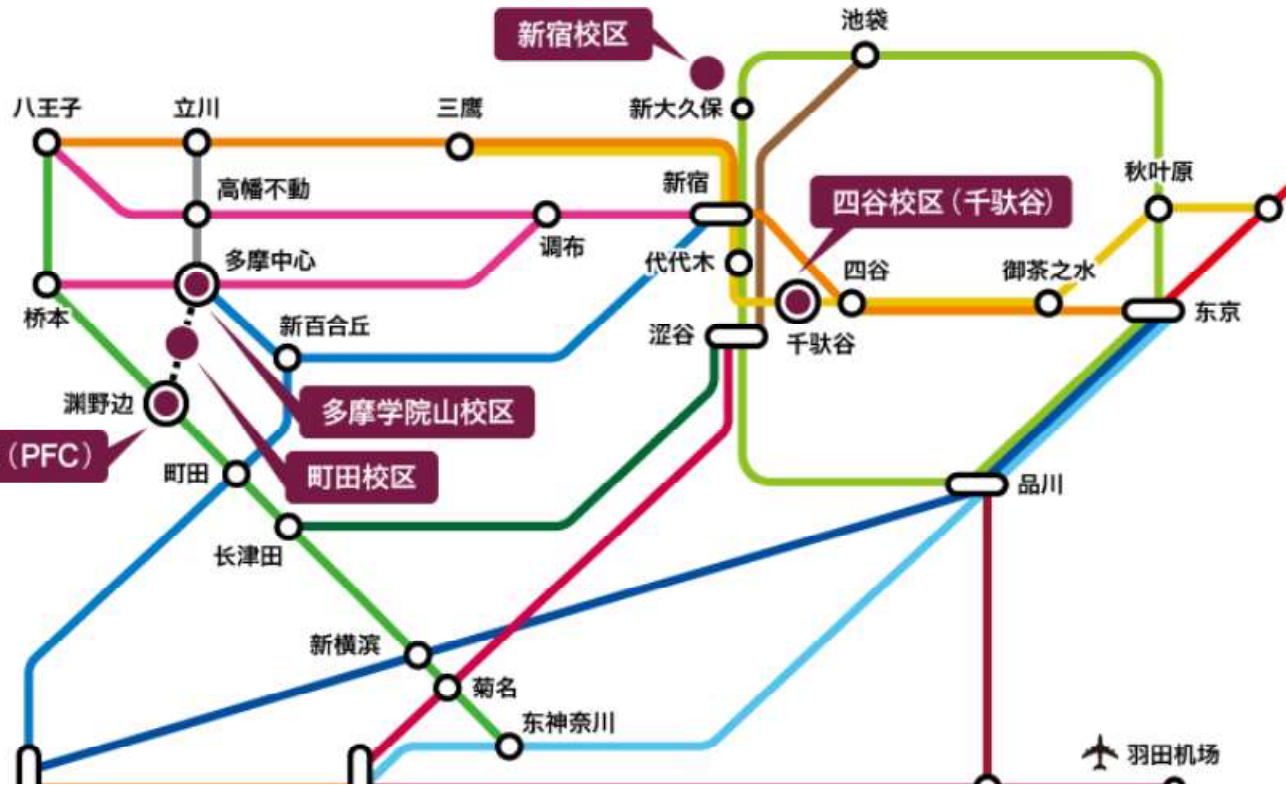 池袋
新宿校区
八王子
立川
三鹰
新大久保
秋叶原
高幡不动
新宿
四谷校区（千驮谷）
调布
多摩中心
代代木
四谷
御茶之水
桥本
新百合丘
涩谷
千驮谷
东京
渊野边
多摩学院山校区
（PFC）
町田
町田校区
品川
长津田
新横滨
菊名
东神奈川
羽田机场